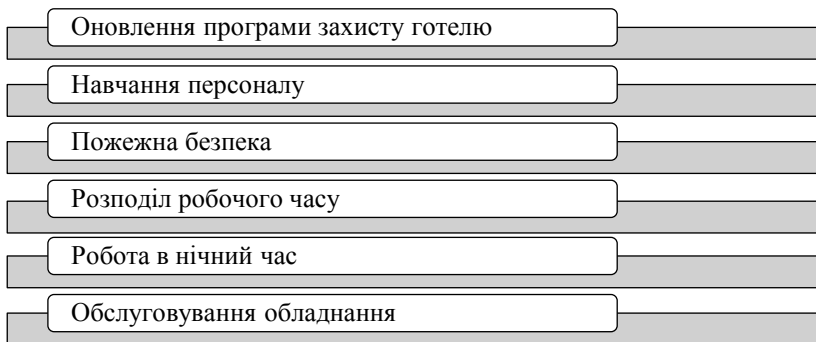 Оновлення програми захисту готелю
Навчання персоналу
Пожежна безпека
Розподіл робочого часу
Робота в нічний час
Обслуговування обладнання